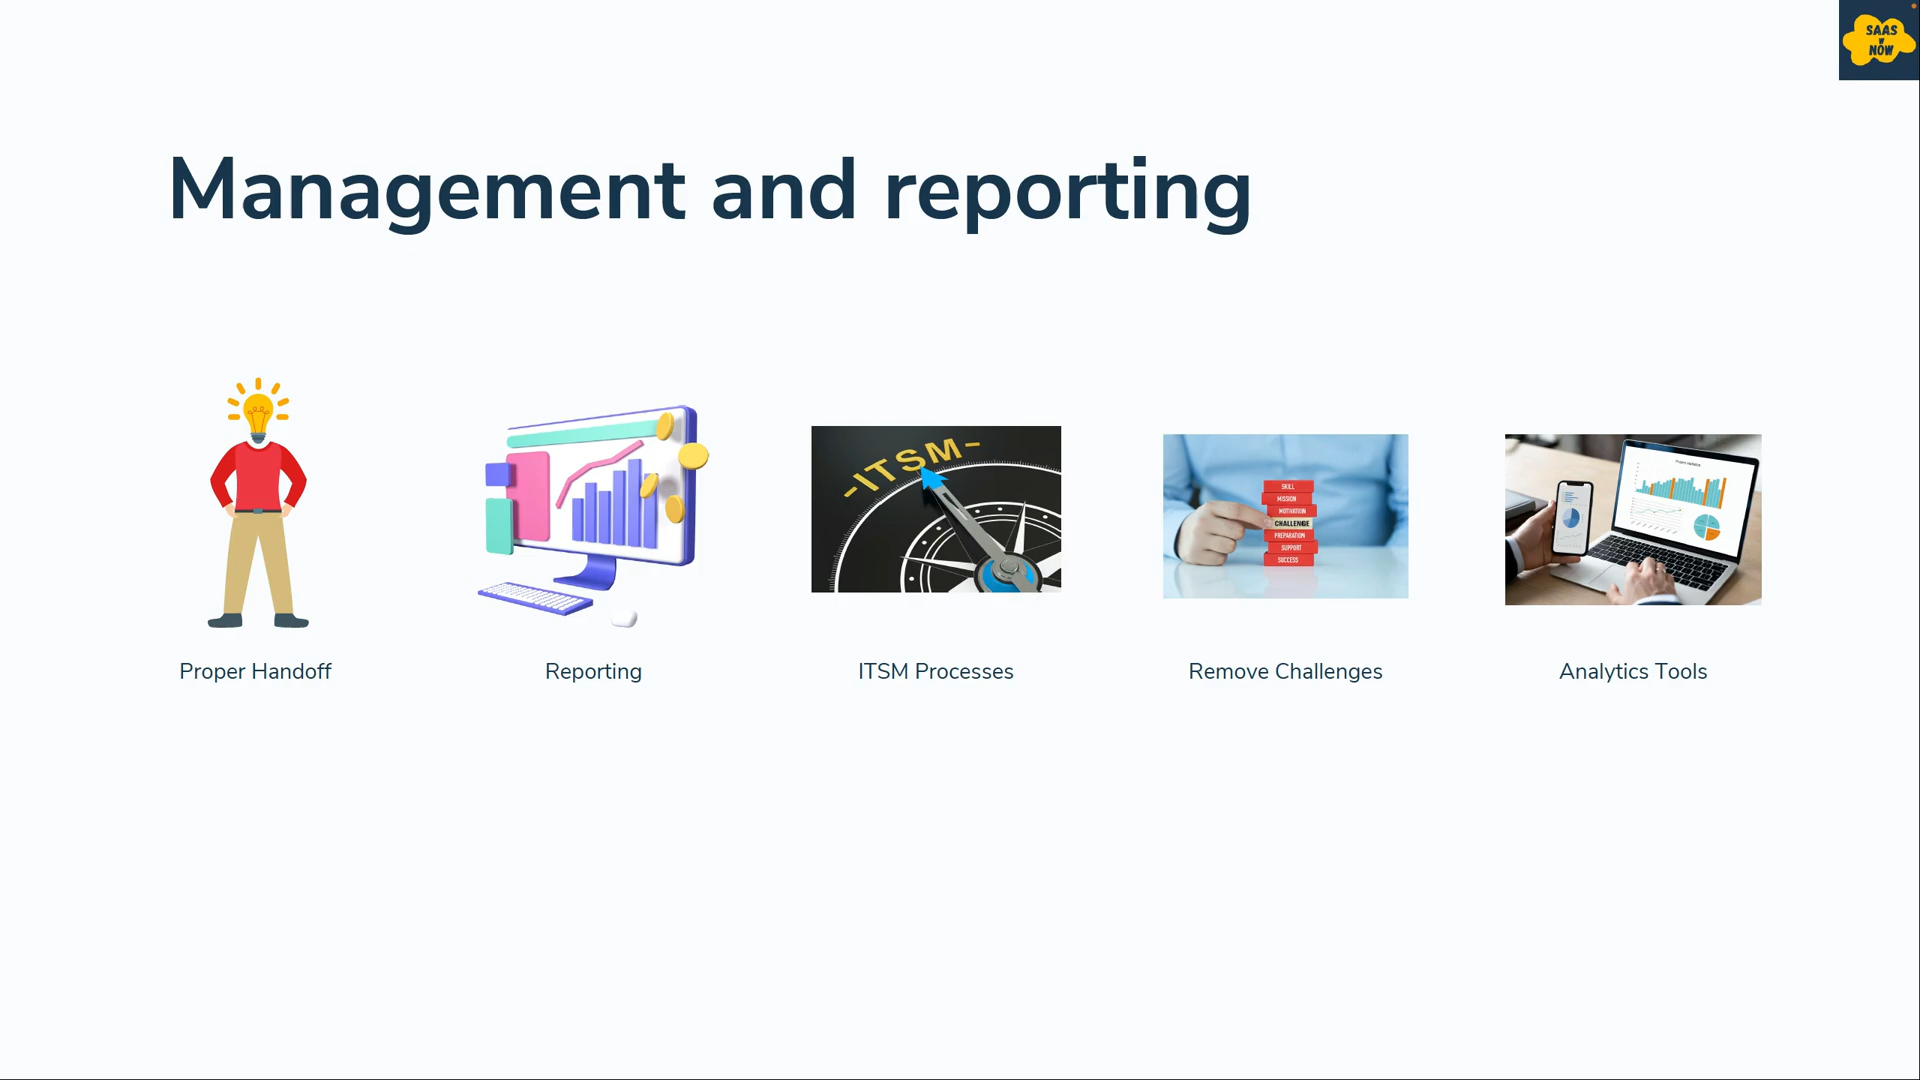 SAAS
W
NOW
Management and reporting
-ITSM-
SKILL
MISSION
MOTIVATION
CHALLENGE
PREPARATION
SUPPORT
SUCCESS
Proper Handoff
Reporting
ITSM Processes
Remove Challenges
Analytics Tools